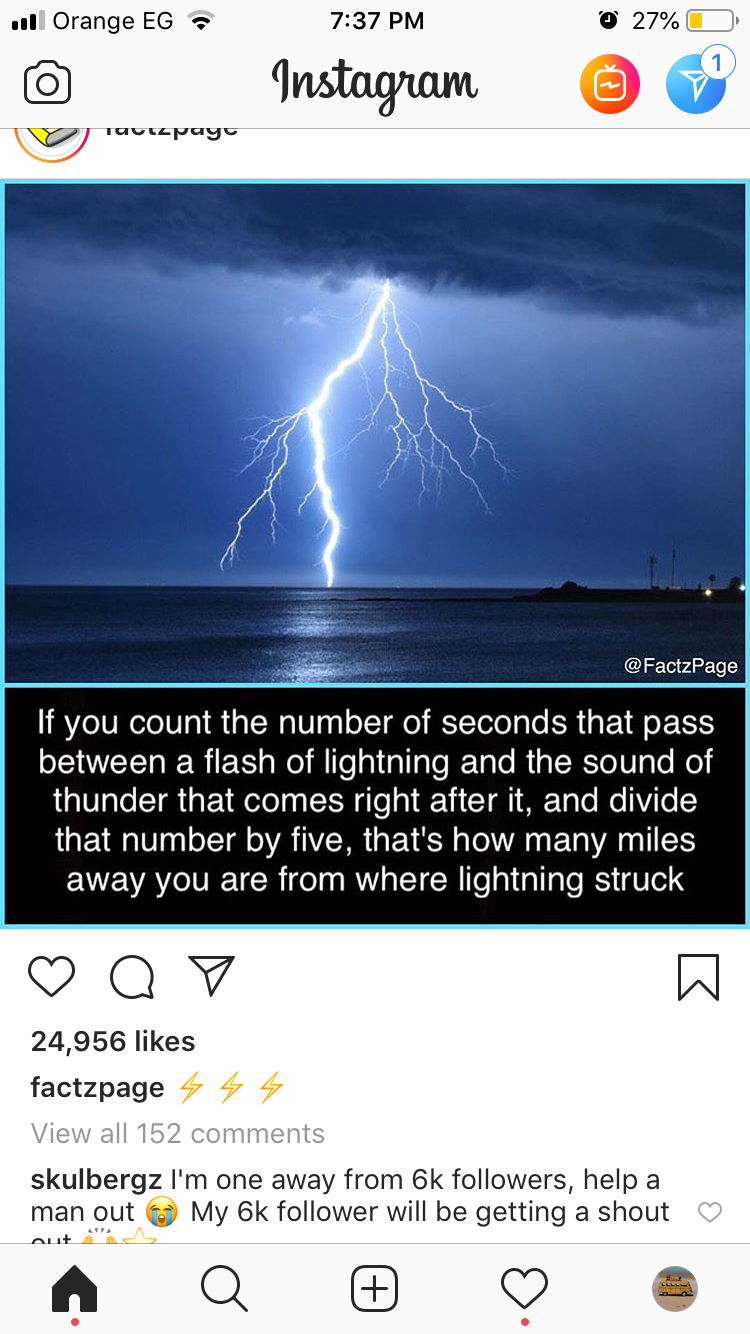 Orange EG 7:37 PM 27%
Instagram 1
factzpage
@FactzPage
If you count the number of seconds that pass
between a flash of lightning and the sound of
thunder that comes right after it, and divide
that number by five, that's how many miles
away you are from where lightning struck
24,956 likes
factzpage ⚡ ⚡ ⚡
View all 152 comments
skulbergz I'm one away from 6k followers, help a
man out 😭 My 6k follower will be getting a shout
out 🙌⭐